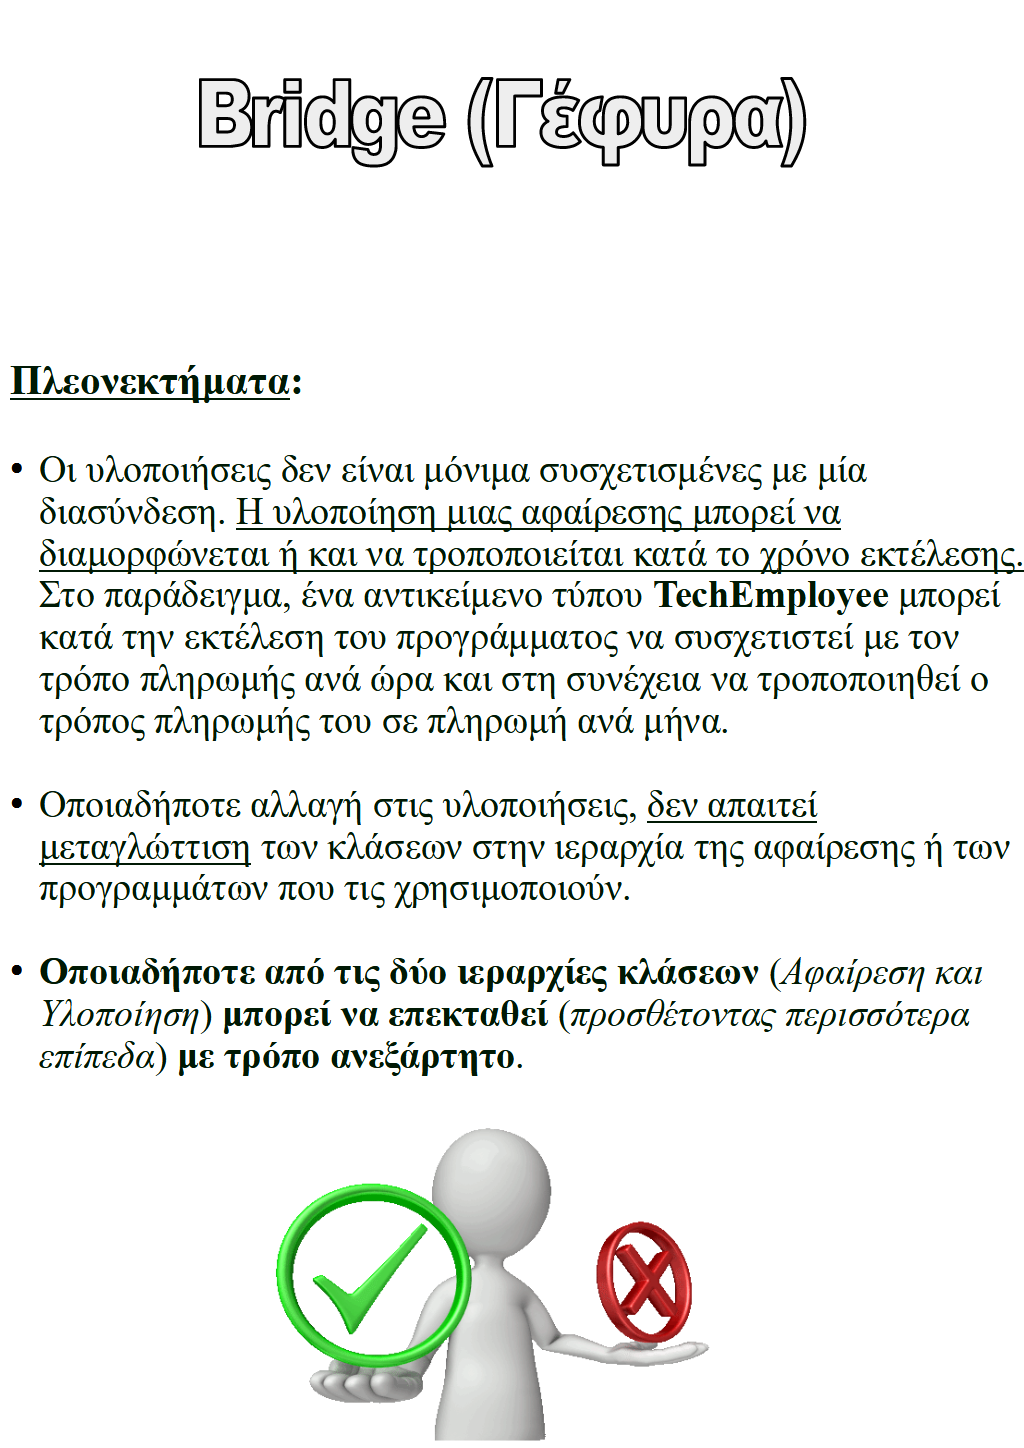 Bridge (Γέφυρα)
Πλεονεκτήματα:
• Οι υλοποιήσεις δεν είναι μόνιμα συσχετισμένες με μία
διασύνδεση. Η υλοποίηση μιας αφαίρεσης μπορεί να
διαμορφώνεται ή και να τροποποιείται κατά το χρόνο εκτέλεσης.
Στο παράδειγμα, ένα αντικείμενο τύπου TechEmployee μπορεί
κατά την εκτέλεση του προγράμματος να συσχετιστεί με τον
τρόπο πληρωμής ανά ώρα και στη συνέχεια να τροποποιηθεί ο
τρόπος πληρωμής του σε πληρωμή ανά μήνα.
• Οποιαδήποτε αλλαγή στις υλοποιήσεις, δεν απαιτεί
μεταγλώττιση των κλάσεων στην ιεραρχία της αφαίρεσης ή των
προγραμμάτων που τις χρησιμοποιούν.
• Οποιαδήποτε από τις δύο ιεραρχίες κλάσεων (Αφαίρεση και
Υλοποίηση) μπορεί να επεκταθεί (προσθέτοντας περισσότερα
επίπεδα) με τρόπο ανεξάρτητο.